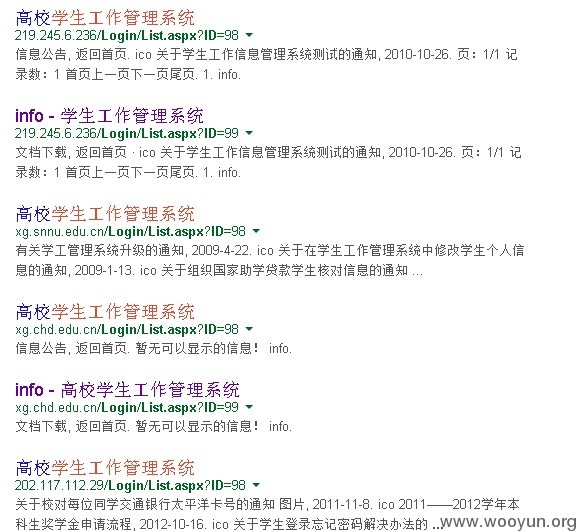 高校学生工作管理系统
219.245.6.236/Login/List.aspx?ID=98
信息公告, 返回首页. ico 关于学生工作信息管理系统测试的通知, 2010-10-26. 页：1/1 记
录数：1 首页上一页下一页尾页. 1. info.
info - 学生工作管理系统
219.245.6.236/Login/List.aspx?ID=99
文档下载, 返回首页 · ico 关于学生工作信息管理系统测试的通知, 2010-10-26. 页：1/1 记
录数：1 首页上一页下一页尾页. 1. info.
高校学生工作管理系统
xg.snnu.edu.cn/Login/List.aspx?ID=98
有关学工管理系统升级的通知, 2009-4-22. ico 关于在学生工作管理系统中修改学生个人信
息的通知, 2009-1-13. ico 关于组织国家助学贷款学生核对信息的通知 ...
高校学生工作管理系统
xg.chd.edu.cn/Login/List.aspx?ID=98
信息公告, 返回首页. 暂无可以显示的信息！ info.
info - 高校学生工作管理系统
xg.chd.edu.cn/Login/List.aspx?ID=99
文档下载, 返回首页. 暂无可以显示的信息！ info.
高校学生工作管理系统
202.117.112.29/Login/List.aspx?ID=98
关于校对每位同学交通银行太平洋卡号的通知 图片, 2011-11-8. ico 2011——2012学年本
科生奖学金申请流程, 2012-10-16. ico 关于学生登录忘记密码解决办法的 ...
www.wooyun.org